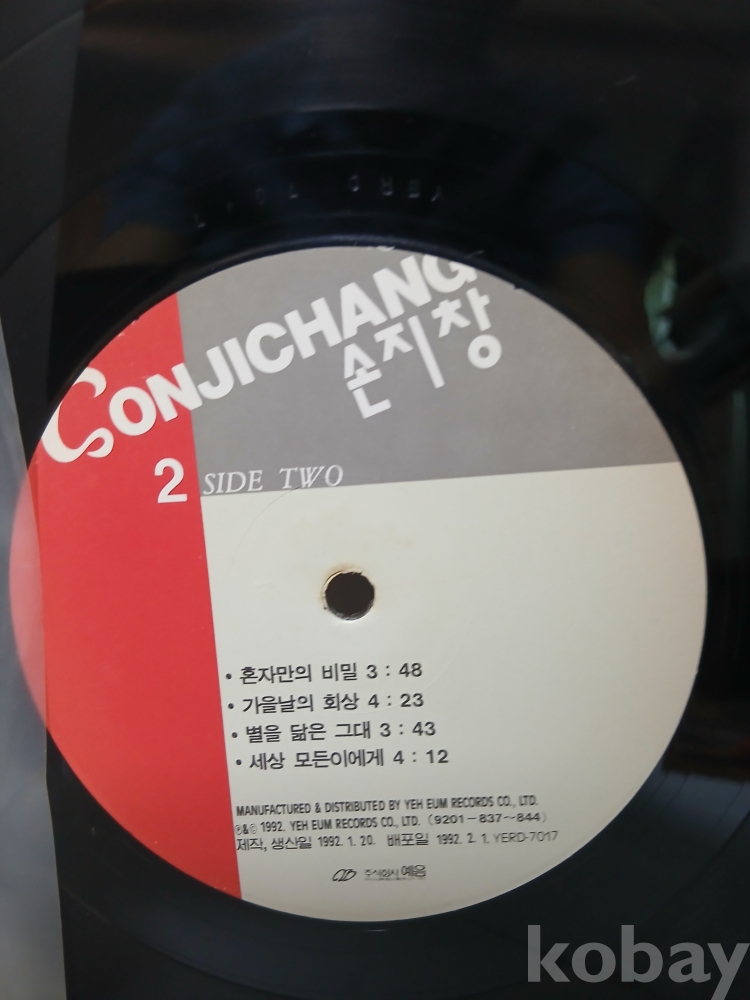 SONJICHANG
손지창
2 SIDE TWO
• 혼자만의 비밀 3 : 48
• 가을날의 회상 4 : 23
• 별을 닮은 그대 3 : 43
• 세상 모든이에게 4 : 12
MANUFACTURED & DISTRIBUTED BY YEH EUM RECORDS CO., LTD.
℗&© 1992. YEH EUM RECORDS CO., LTD. (9201-837~844)
제작, 생산일 1992. 1. 20. 배포일 1992. 2. 1. YERD-7017
주식회사 예음
kobay